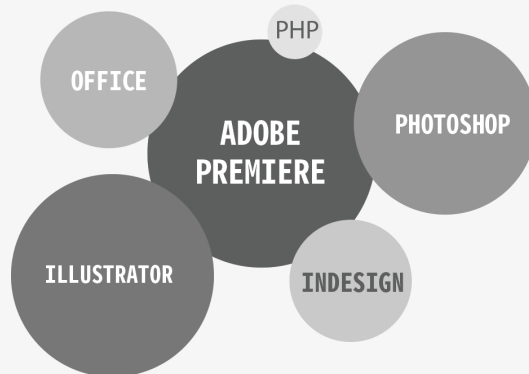 PHP
OFFICE
ADOBE
PREMIERE
PHOTOSHOP
ILLUSTRATOR
INDESIGN